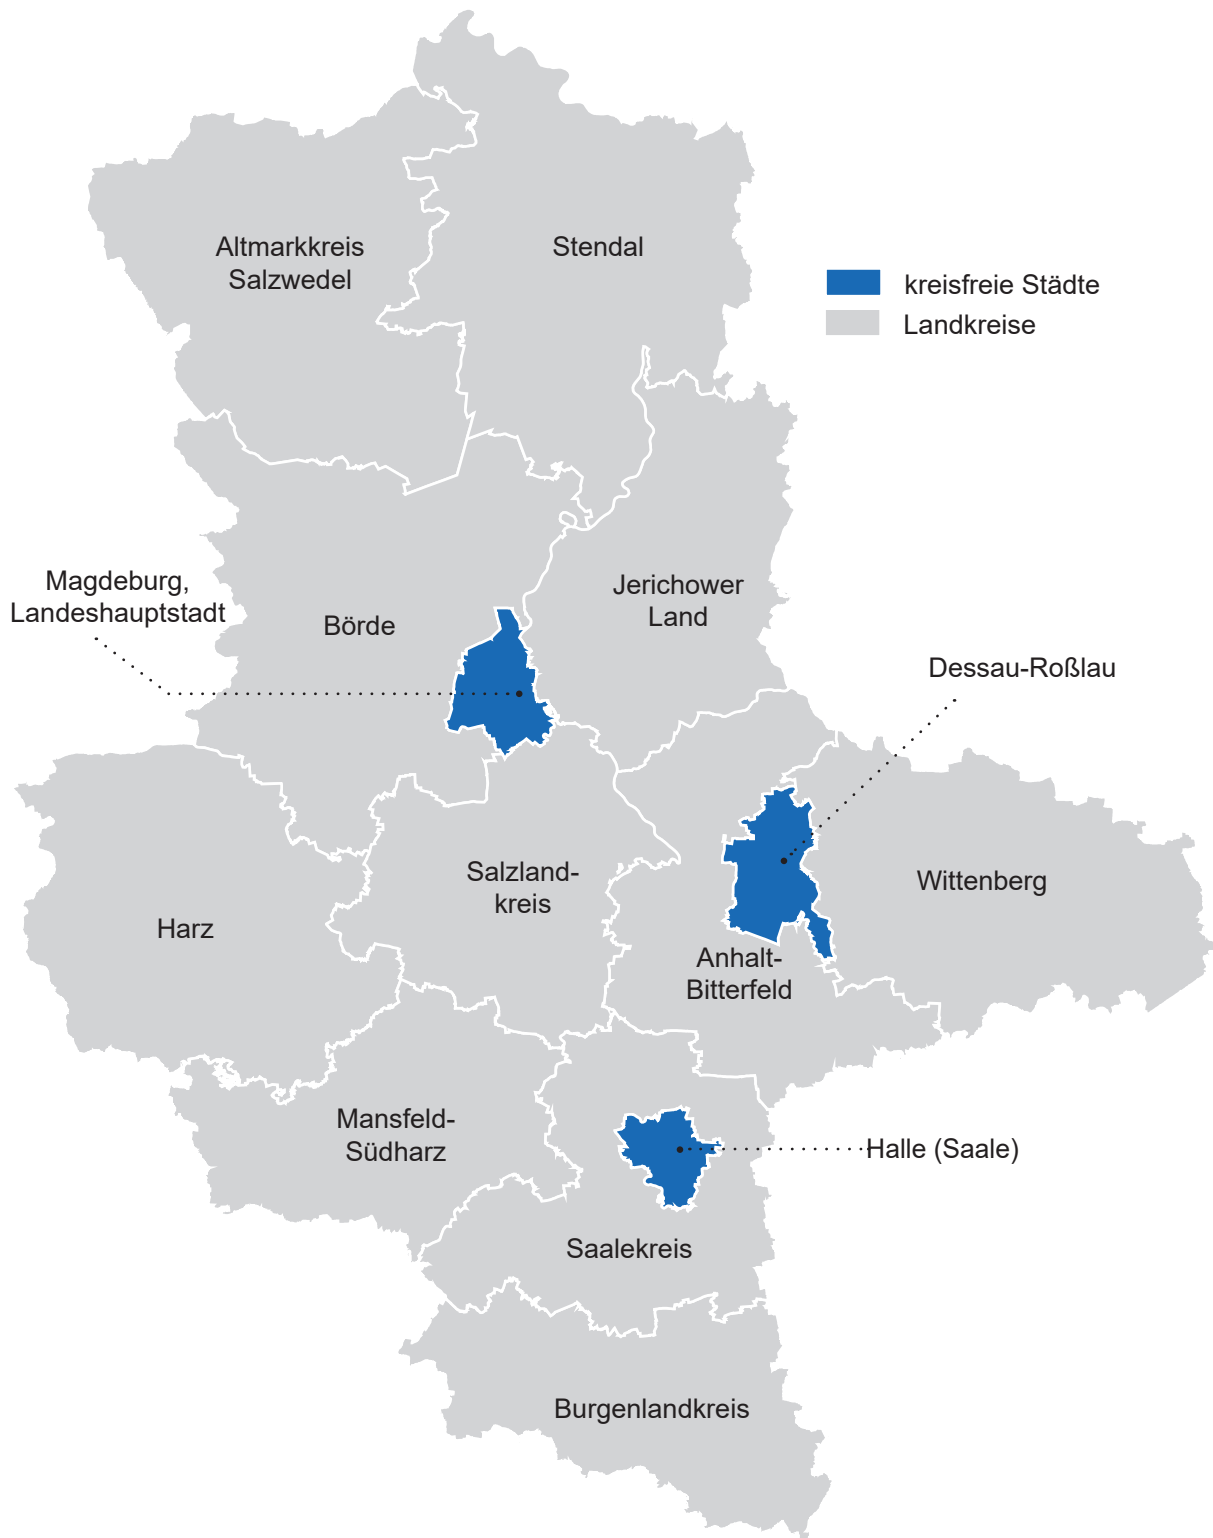 Altmarkkreis
Salzwedel
Stendal
kreisfreie Städte
Landkreise
Magdeburg,
Landeshauptstadt
Börde
Jerichower
Land
Dessau-Roßlau
Harz
Salzland-
kreis
Wittenberg
Anhalt-
Bitterfeld
Mansfeld-
Südharz
Halle (Saale)
Saalekreis
Burgenlandkreis